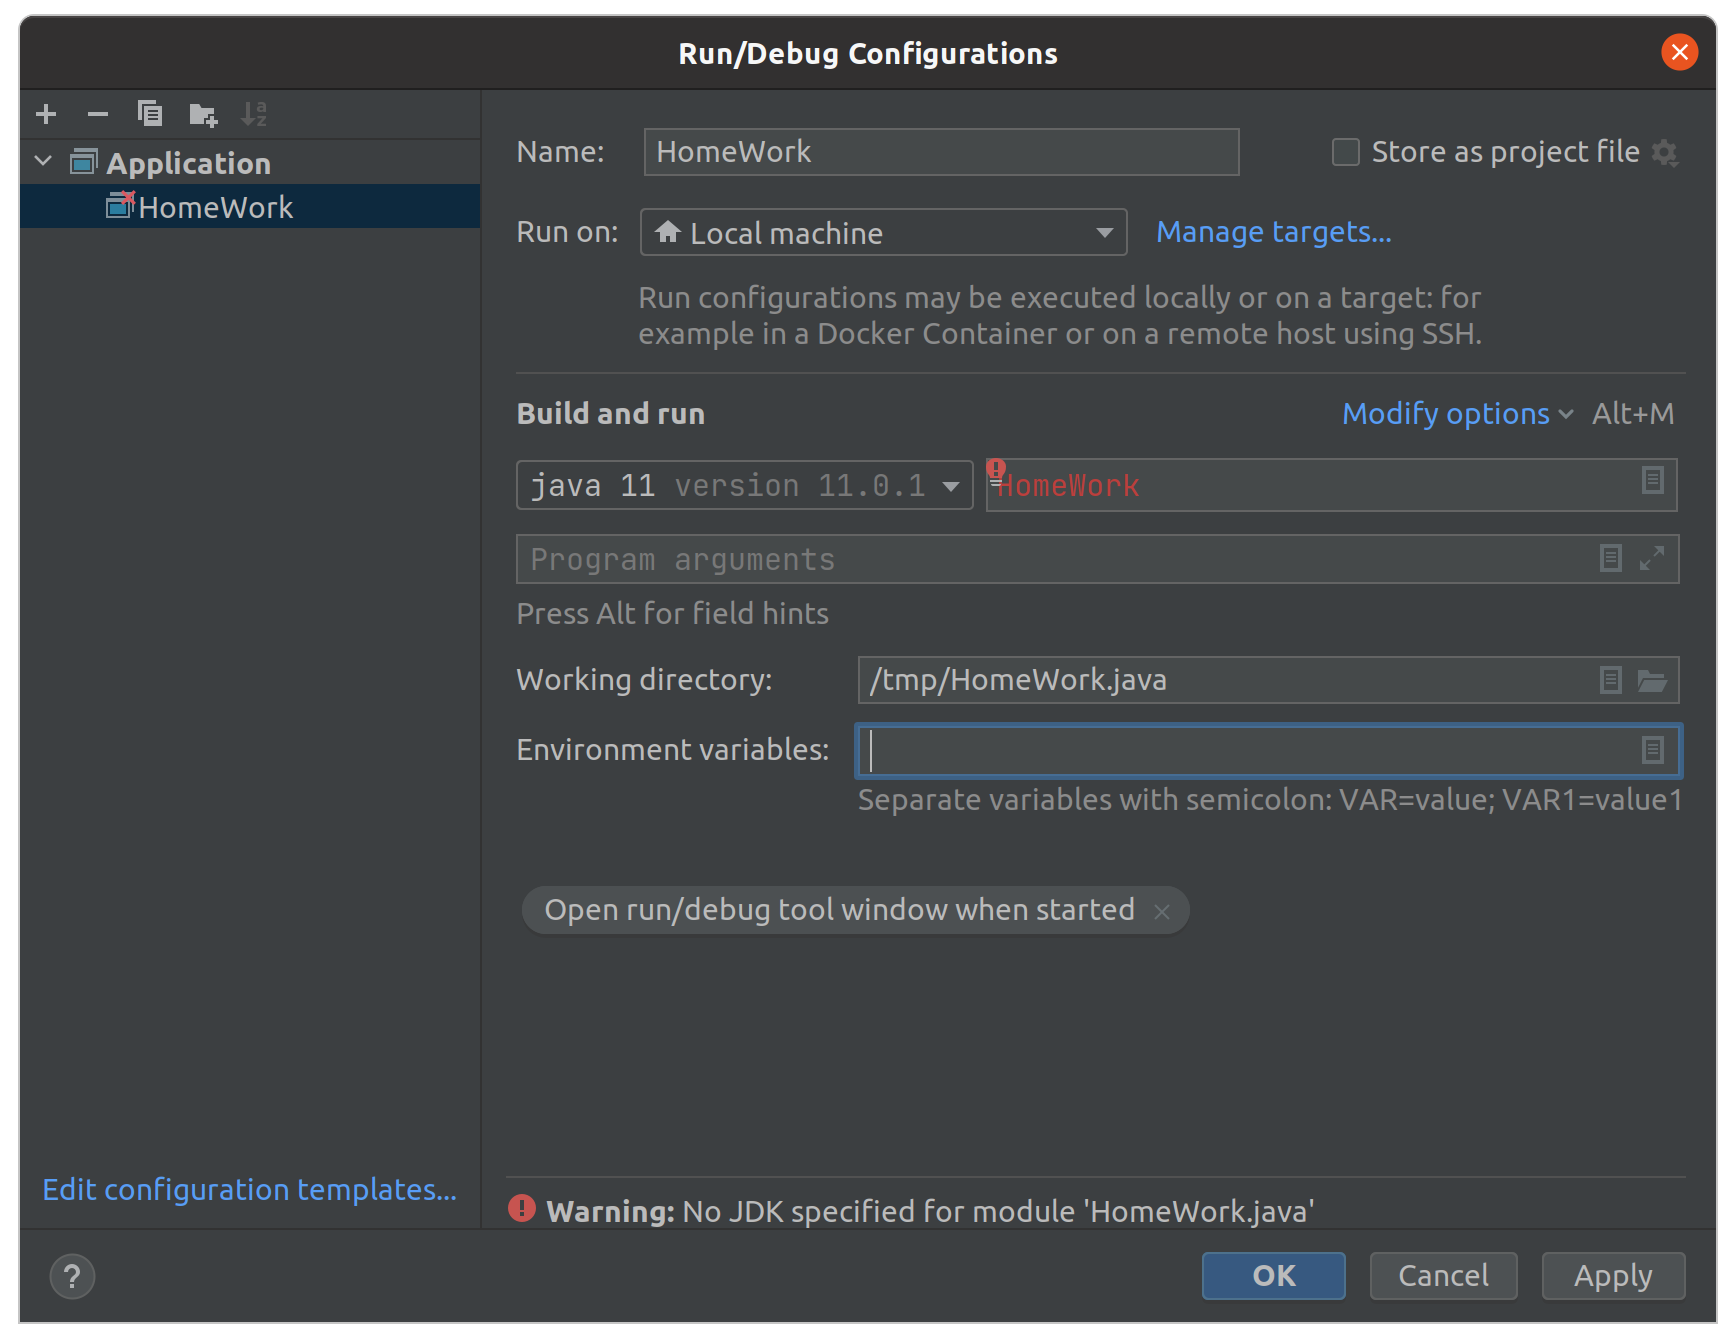 Run/Debug Configurations
Application
HomeWork
Edit configuration templates...
Name: HomeWork Store as project file
Run on: Local machine Manage targets...
Run configurations may be executed locally or on a target: for
example in a Docker Container or on a remote host using SSH.
Build and run Modify options Alt+M
java 11 version 11.0.1 HomeWork
Program arguments
Press Alt for field hints
Working directory: /tmp/HomeWork.java
Environment variables:
Separate variables with semicolon: VAR=value; VAR1=value1
Open run/debug tool window when started
Warning: No JDK specified for module 'HomeWork.java'
? OK Cancel Apply